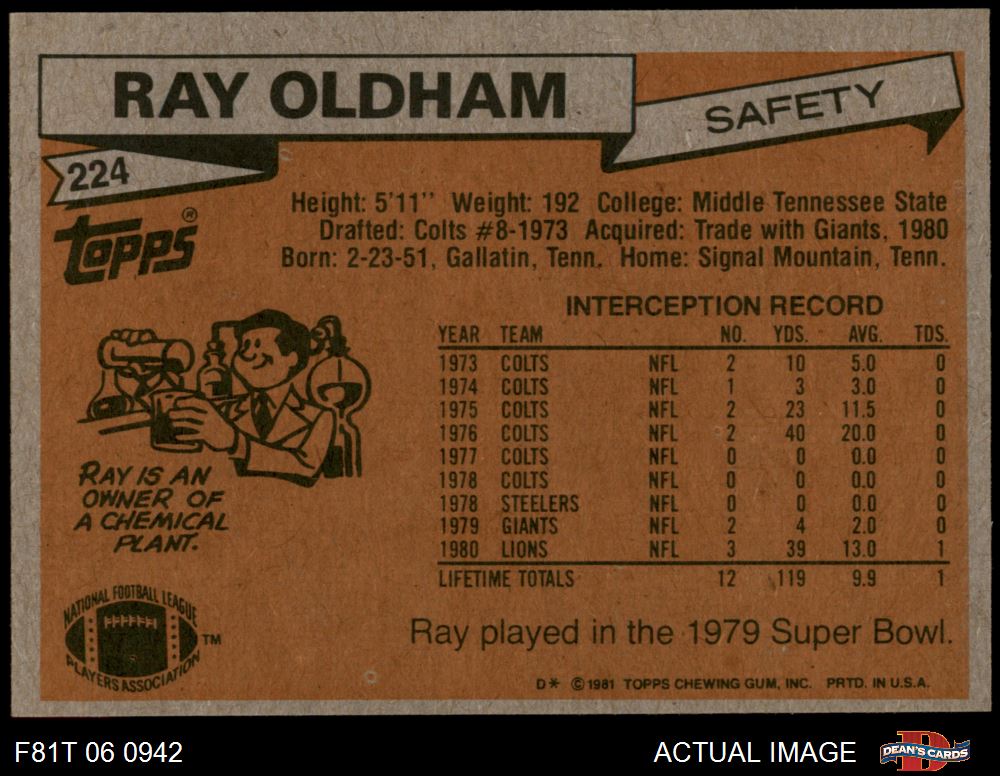 RAY OLDHAM
SAFETY
224
topps®
Height: 5'11" Weight: 192 College: Middle Tennessee State
Drafted: Colts #8-1973 Acquired: Trade with Giants, 1980
Born: 2-23-51, Gallatin, Tenn. Home: Signal Mountain, Tenn.
INTERCEPTION RECORD
YEAR TEAM NO. YDS. AVG. TDS.
1973 COLTS NFL 2 10 5.0 0
1974 COLTS NFL 1 3 3.0 0
1975 COLTS NFL 2 23 11.5 0
1976 COLTS NFL 2 40 20.0 0
1977 COLTS NFL 0 0 0.0 0
1978 COLTS NFL 0 0 0.0 0
1978 STEELERS NFL 0 0 0.0 0
1979 GIANTS NFL 2 4 2.0 0
1980 LIONS NFL 3 39 13.0 1
LIFETIME TOTALS 12 119 9.9 1
RAY IS AN
OWNER OF
A CHEMICAL
PLANT.
NATIONAL FOOTBALL LEAGUE
PLAYERS ASSOCIATION
TM
Ray played in the 1979 Super Bowl.
D* © 1981 TOPPS CHEWING GUM, INC. PRTD. IN U.S.A.
F81T 06 0942
ACTUAL IMAGE
D
DEAN'S CARDS